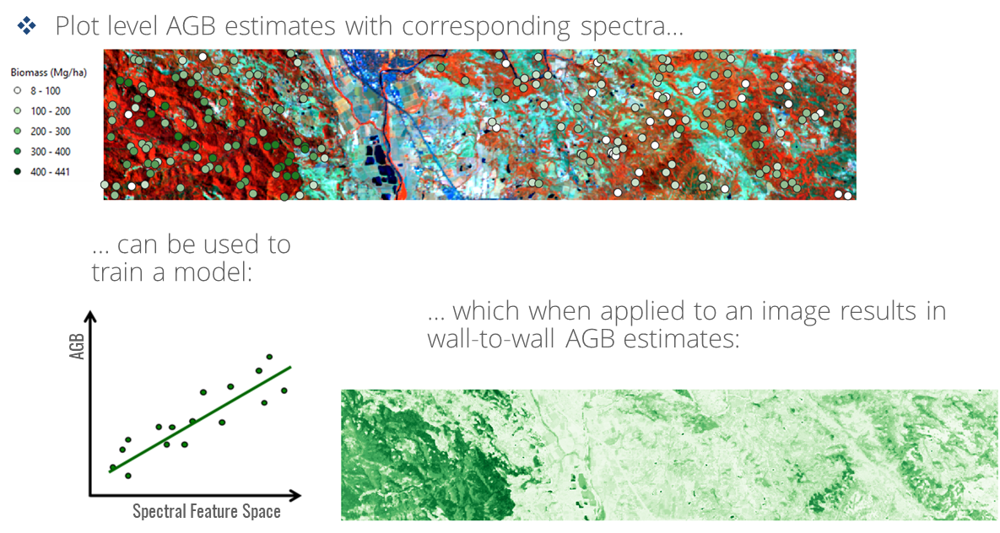 Plot level AGB estimates with corresponding spectra...
Biomass (Mg/ha)
8 - 100
100 - 200
200 - 300
300 - 400
400 - 441
... can be used to
train a model:
AGB
Spectral Feature Space
... which when applied to an image results in
wall-to-wall AGB estimates: